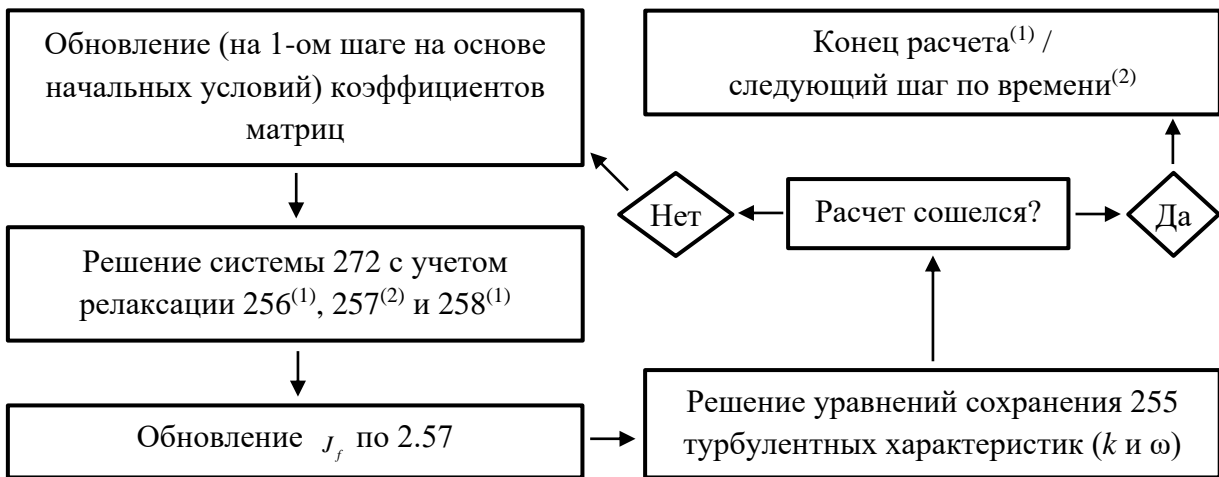 Обновление (на 1-ом шаге на основе
начальных условий) коэффициентов
матриц
Конец расчета⁽¹⁾ /
следующий шаг по времени⁽²⁾
Нет
Расчет сошелся?
Да
Решение системы 272 с учетом
релаксации 256⁽¹⁾, 257⁽²⁾ и 258⁽¹⁾
Обновление J_f по 2.57
Решение уравнений сохранения 255
турбулентных характеристик (k и ω)